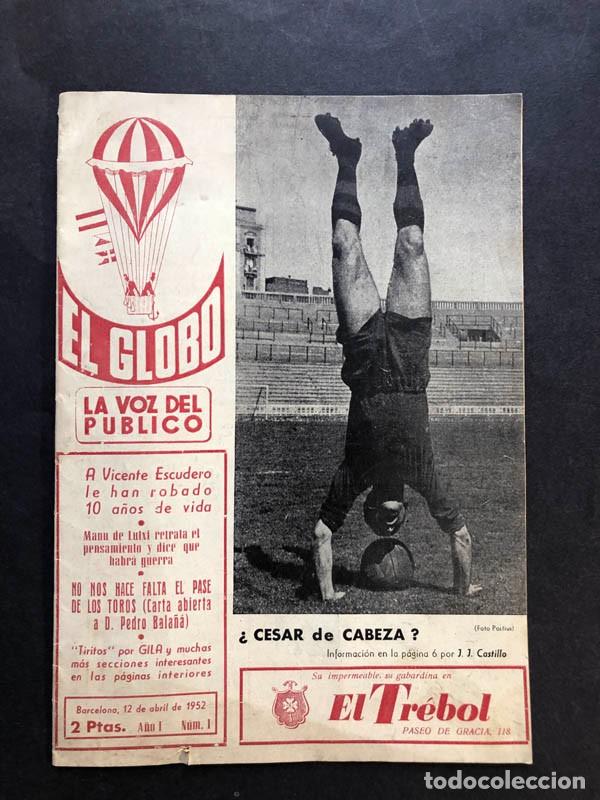 EL GLOBO
LA VOZ DEL
PUBLICO
A Vicente Escudero
le han robado
10 años de vida
Manu de Lutxi retrata el
pensamiento y dice que
habrá guerra
NO NOS HACE FALTA EL PASE
DE LOS TOROS (Carta abierta
a D. Pedro Balañá)
"Tiritos" por GILA y muchas
más secciones interesantes
en las páginas interiores
Barcelona, 12 de abril de 1952
2 Ptas. Año I Núm. 1
¿ CESAR de CABEZA ?
(Foto Postius)
Información en la página 6 por J. J. Castillo
Su impermeable, su gabardina en
El Trébol
PASEO DE GRACIA, 118
todocoleccion
todocoleccion.net